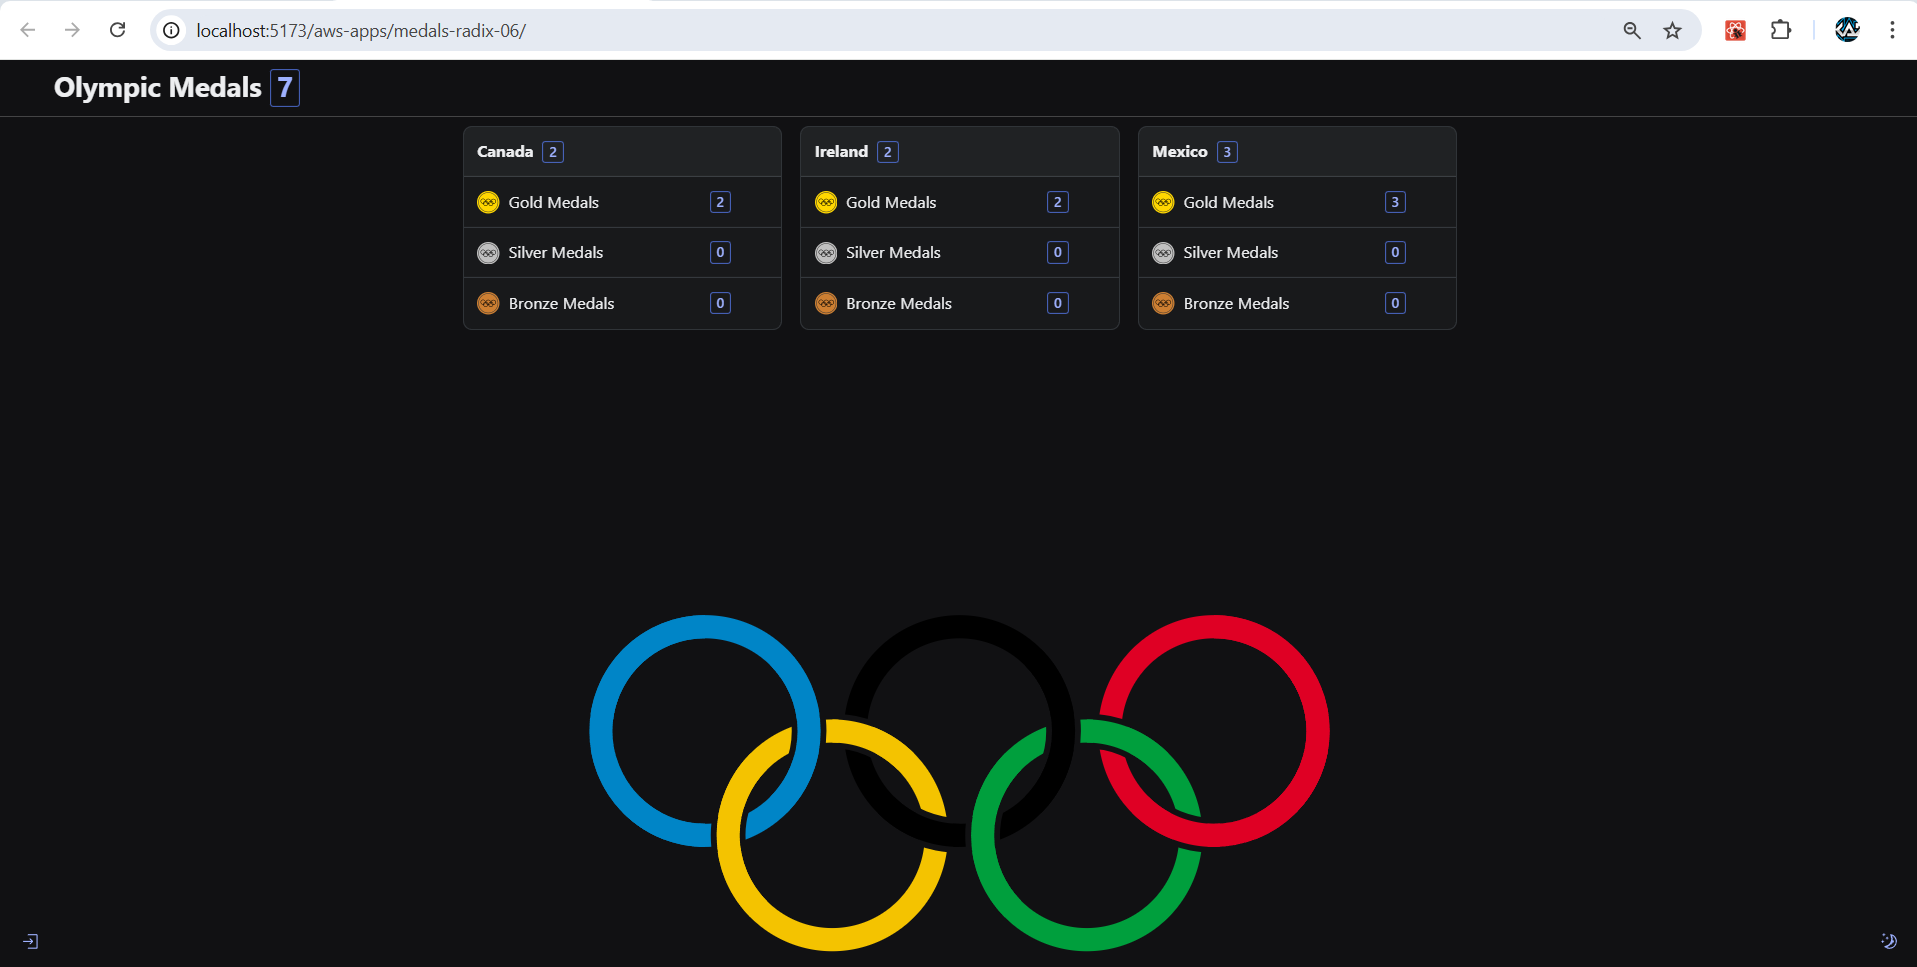 localhost:5173/aws-apps/medals-radix-06/
Olympic Medals 7
Canada 2
Gold Medals 2
Silver Medals 0
Bronze Medals 0
Ireland 2
Gold Medals 2
Silver Medals 0
Bronze Medals 0
Mexico 3
Gold Medals 3
Silver Medals 0
Bronze Medals 0